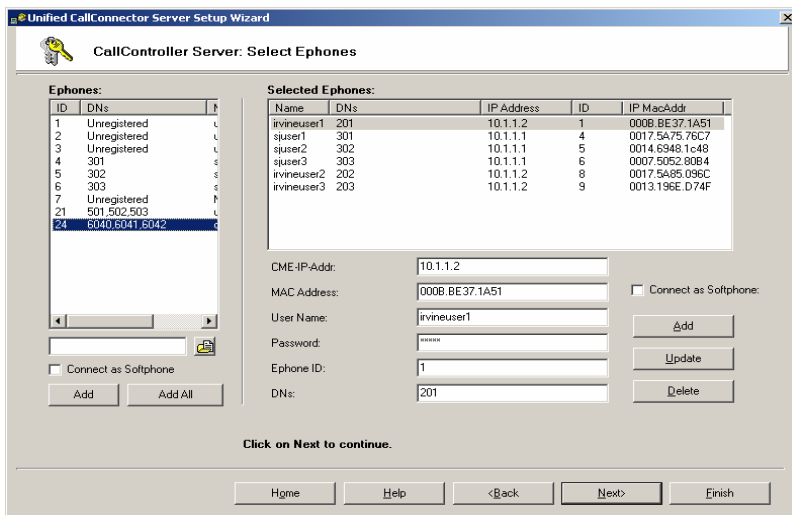 Unified CallConnector Server Setup Wizard
CallController Server: Select Ephones
Ephones:
ID DNs N
1 Unregistered u
2 Unregistered u
3 Unregistered u
4 301 s
5 302 s
6 303 s
7 Unregistered N
21 501,502,503 u
24 6040,6041,6042
Connect as Softphone
Add Add All
Selected Ephones:
Name DNs IP Address ID IP MacAddr
irvineuser1 201 10.1.1.2 1 000B.BE37.1A51
sjuser1 301 10.1.1.1 4 0017.5A75.76C7
sjuser2 302 10.1.1.1 5 0014.6948.1c48
sjuser3 303 10.1.1.1 6 0007.5052.80B4
irvineuser2 202 10.1.1.2 8 0017.5A85.096C
irvineuser3 203 10.1.1.2 9 0013.196E.D74F
CME-IP-Addr: 10.1.1.2
MAC Address: 000B.BE37.1A51
User Name: irvineuser1
Password: *****
Ephone ID: 1
DNs: 201
Connect as Softphone:
Add
Update
Delete
Click on Next to continue.
Home Help <Back Next> Finish